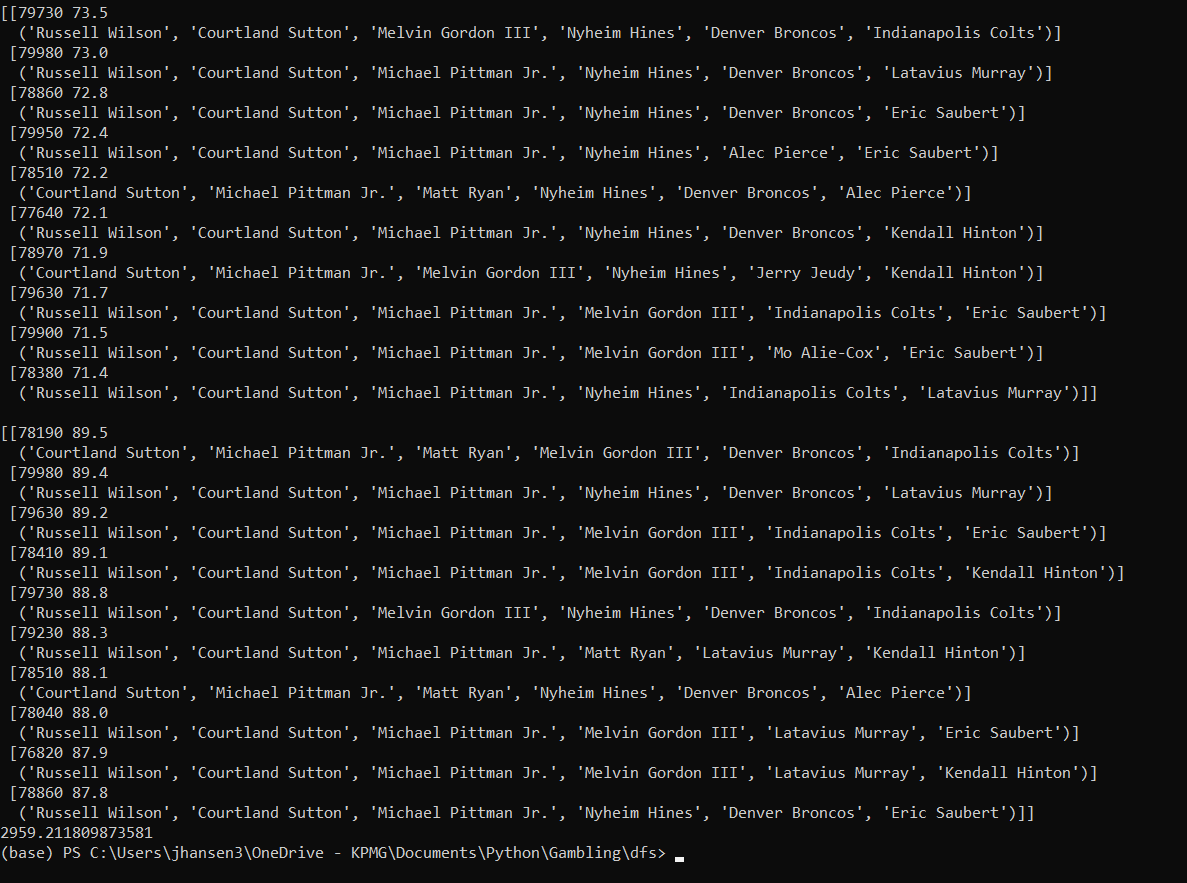 [[79730 73.5
('Russell Wilson', 'Courtland Sutton', 'Melvin Gordon III', 'Nyheim Hines', 'Denver Broncos', 'Indianapolis Colts')]
[79980 73.0
('Russell Wilson', 'Courtland Sutton', 'Michael Pittman Jr.', 'Nyheim Hines', 'Denver Broncos', 'Latavius Murray')]
[78860 72.8
('Russell Wilson', 'Courtland Sutton', 'Michael Pittman Jr.', 'Nyheim Hines', 'Denver Broncos', 'Eric Saubert')]
[79950 72.4
('Russell Wilson', 'Courtland Sutton', 'Michael Pittman Jr.', 'Nyheim Hines', 'Alec Pierce', 'Eric Saubert')]
[78510 72.2
('Courtland Sutton', 'Michael Pittman Jr.', 'Matt Ryan', 'Nyheim Hines', 'Denver Broncos', 'Alec Pierce')]
[77640 72.1
('Russell Wilson', 'Courtland Sutton', 'Michael Pittman Jr.', 'Nyheim Hines', 'Denver Broncos', 'Kendall Hinton')]
[78970 71.9
('Courtland Sutton', 'Michael Pittman Jr.', 'Melvin Gordon III', 'Nyheim Hines', 'Jerry Jeudy', 'Kendall Hinton')]
[79630 71.7
('Russell Wilson', 'Courtland Sutton', 'Michael Pittman Jr.', 'Melvin Gordon III', 'Indianapolis Colts', 'Eric Saubert')]
[79900 71.5
('Russell Wilson', 'Courtland Sutton', 'Michael Pittman Jr.', 'Melvin Gordon III', 'Mo Alie-Cox', 'Eric Saubert')]
[78380 71.4
('Russell Wilson', 'Courtland Sutton', 'Michael Pittman Jr.', 'Nyheim Hines', 'Indianapolis Colts', 'Latavius Murray')]]
[[78190 89.5
('Courtland Sutton', 'Michael Pittman Jr.', 'Matt Ryan', 'Melvin Gordon III', 'Denver Broncos', 'Indianapolis Colts')]
[79980 89.4
('Russell Wilson', 'Courtland Sutton', 'Michael Pittman Jr.', 'Nyheim Hines', 'Denver Broncos', 'Latavius Murray')]
[79630 89.2
('Russell Wilson', 'Courtland Sutton', 'Michael Pittman Jr.', 'Melvin Gordon III', 'Indianapolis Colts', 'Eric Saubert')]
[78410 89.1
('Russell Wilson', 'Courtland Sutton', 'Michael Pittman Jr.', 'Melvin Gordon III', 'Indianapolis Colts', 'Kendall Hinton')]
[79730 88.8
('Russell Wilson', 'Courtland Sutton', 'Melvin Gordon III', 'Nyheim Hines', 'Denver Broncos', 'Indianapolis Colts')]
[79230 88.3
('Russell Wilson', 'Courtland Sutton', 'Michael Pittman Jr.', 'Matt Ryan', 'Latavius Murray', 'Kendall Hinton')]
[78510 88.1
('Courtland Sutton', 'Michael Pittman Jr.', 'Matt Ryan', 'Nyheim Hines', 'Denver Broncos', 'Alec Pierce')]
[78040 88.0
('Russell Wilson', 'Courtland Sutton', 'Michael Pittman Jr.', 'Melvin Gordon III', 'Latavius Murray', 'Eric Saubert')]
[76820 87.9
('Russell Wilson', 'Courtland Sutton', 'Michael Pittman Jr.', 'Melvin Gordon III', 'Latavius Murray', 'Kendall Hinton')]
[78860 87.8
('Russell Wilson', 'Courtland Sutton', 'Michael Pittman Jr.', 'Nyheim Hines', 'Denver Broncos', 'Eric Saubert')]]
2959.211809873581
(base) PS C:\Users\jhansen3\OneDrive - KPMG\Documents\Python\Gambling\dfs>